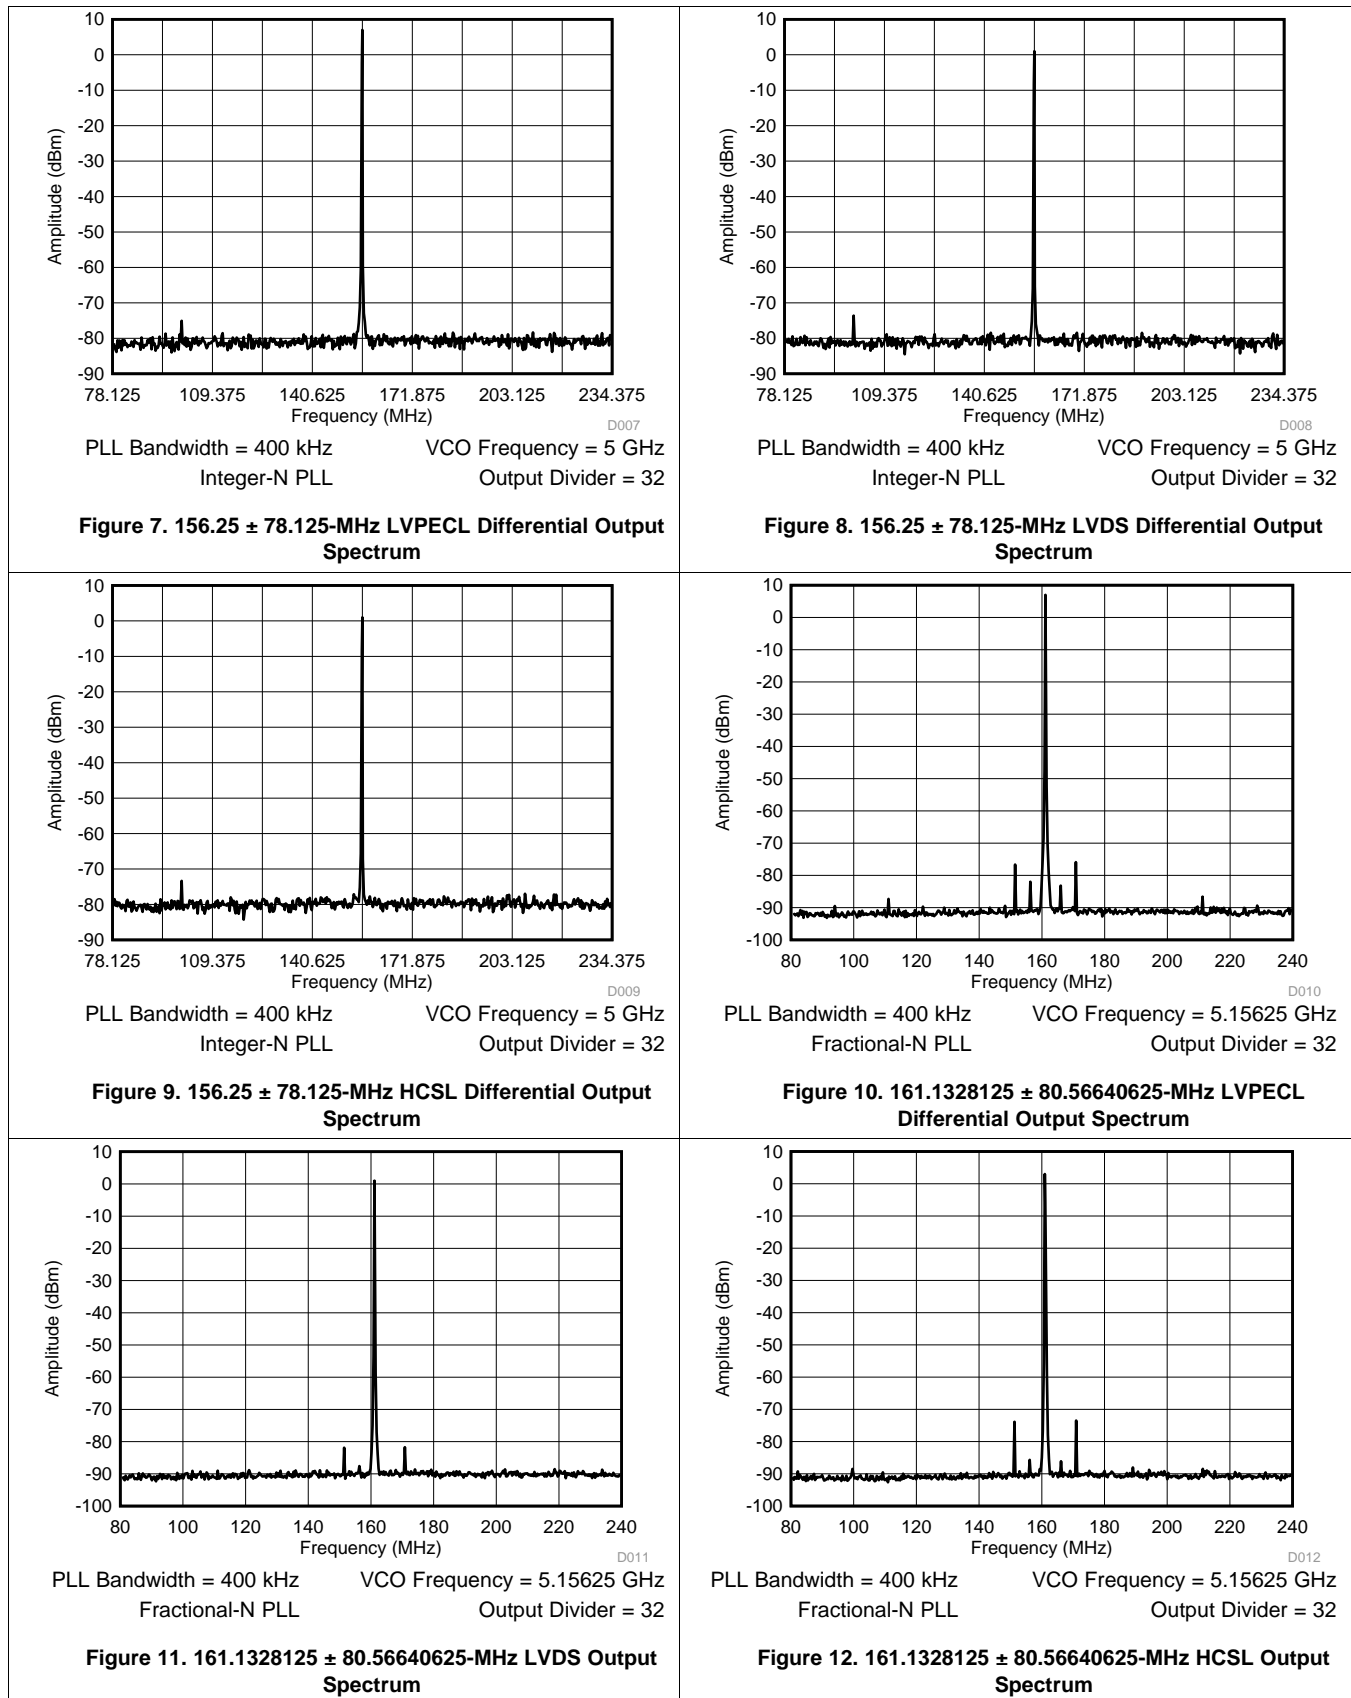 10
0
-10
-20
-30
-40
-50
-60
-70
-80
-90
Amplitude (dBm)
78.125 109.375 140.625 171.875 203.125 234.375
Frequency (MHz)
D007
PLL Bandwidth = 400 kHz VCO Frequency = 5 GHz
Integer-N PLL Output Divider = 32
Figure 7. 156.25 ± 78.125-MHz LVPECL Differential Output
Spectrum
10
0
-10
-20
-30
-40
-50
-60
-70
-80
-90
Amplitude (dBm)
78.125 109.375 140.625 171.875 203.125 234.375
Frequency (MHz)
D008
PLL Bandwidth = 400 kHz VCO Frequency = 5 GHz
Integer-N PLL Output Divider = 32
Figure 8. 156.25 ± 78.125-MHz LVDS Differential Output
Spectrum
10
0
-10
-20
-30
-40
-50
-60
-70
-80
-90
Amplitude (dBm)
78.125 109.375 140.625 171.875 203.125 234.375
Frequency (MHz)
D009
PLL Bandwidth = 400 kHz VCO Frequency = 5 GHz
Integer-N PLL Output Divider = 32
Figure 9. 156.25 ± 78.125-MHz HCSL Differential Output
Spectrum
10
0
-10
-20
-30
-40
-50
-60
-70
-80
-90
-100
Amplitude (dBm)
80 100 120 140 160 180 200 220 240
Frequency (MHz)
D010
PLL Bandwidth = 400 kHz VCO Frequency = 5.15625 GHz
Fractional-N PLL Output Divider = 32
Figure 10. 161.1328125 ± 80.56640625-MHz LVPECL
Differential Output Spectrum
10
0
-10
-20
-30
-40
-50
-60
-70
-80
-90
-100
Amplitude (dBm)
80 100 120 140 160 180 200 220 240
Frequency (MHz)
D011
PLL Bandwidth = 400 kHz VCO Frequency = 5.15625 GHz
Fractional-N PLL Output Divider = 32
Figure 11. 161.1328125 ± 80.56640625-MHz LVDS Output
Spectrum
10
0
-10
-20
-30
-40
-50
-60
-70
-80
-90
-100
Amplitude (dBm)
80 100 120 140 160 180 200 220 240
Frequency (MHz)
D012
PLL Bandwidth = 400 kHz VCO Frequency = 5.15625 GHz
Fractional-N PLL Output Divider = 32
Figure 12. 161.1328125 ± 80.56640625-MHz HCSL Output
Spectrum